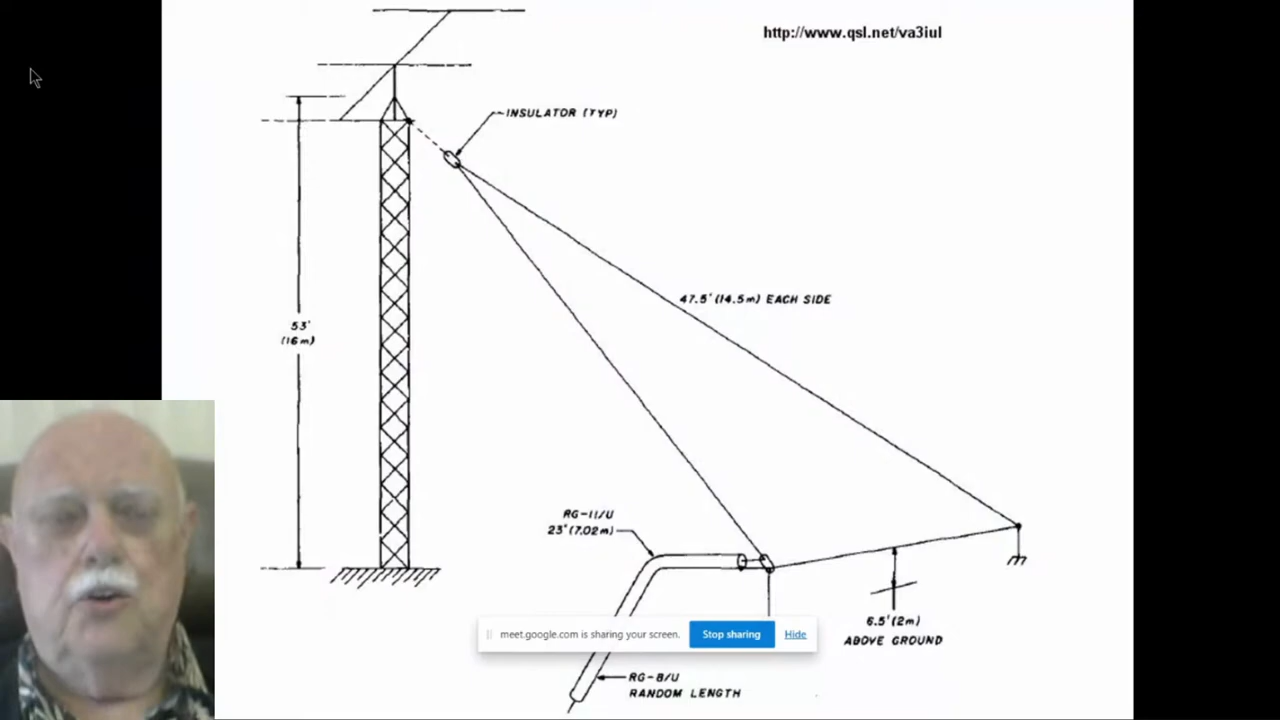 http://www.qsl.net/va3iul
INSULATOR (TYP)
47.5' (14.5m) EACH SIDE
53'
(16m)
RG-11/U
23' (7.02m)
6.5' (2m)
ABOVE GROUND
meet.google.com is sharing your screen.
Stop sharing
Hide
RG-8/U
RANDOM LENGTH